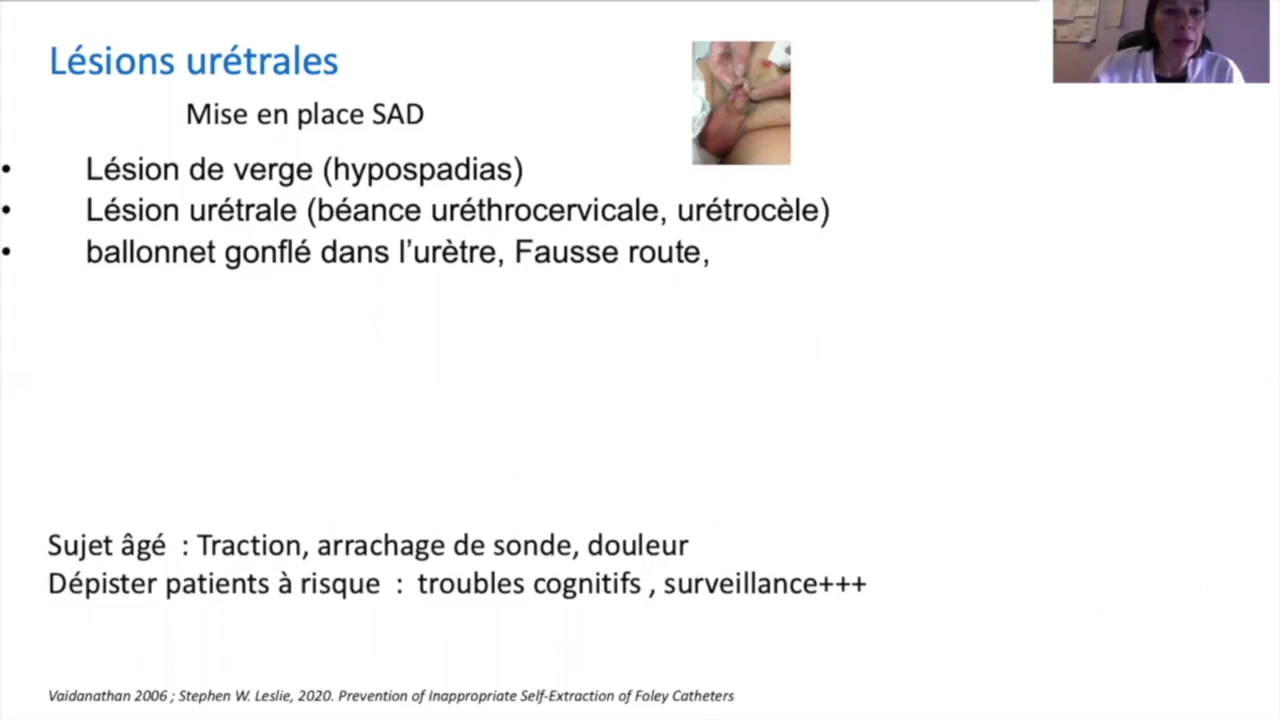 Lésions urétrales
Mise en place SAD
• Lésion de verge (hypospadias)
• Lésion urétrale (béance uréthrocervicale, urétrocèle)
• ballonnet gonflé dans l’urètre, Fausse route,
Sujet âgé : Traction, arrachage de sonde, douleur
Dépister patients à risque : troubles cognitifs , surveillance+++
Vaidanathan 2006 ; Stephen W. Leslie, 2020. Prevention of Inappropriate Self-Extraction of Foley Catheters